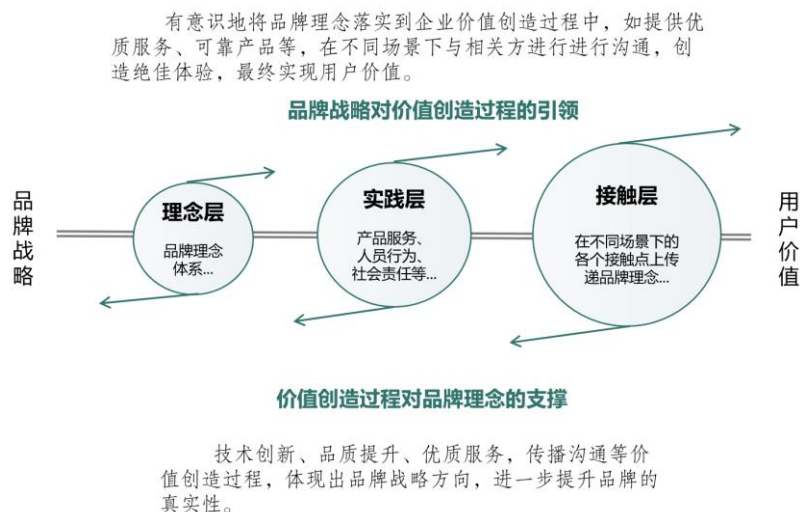 有意识地将品牌理念落实到企业价值创造过程中，如提供优
质服务、可靠产品等，在不同场景下与相关方进行进行沟通，创
造绝佳体验，最终实现用户价值。
品牌战略对价值创造过程的引领
品牌战略
理念层
品牌理念
体系...
实践层
产品服务、
人员行为、
社会责任等...
接触层
在不同场景下的
各个接触点上传
递品牌理念...
用户价值
价值创造过程对品牌理念的支撑
技术创新、品质提升、优质服务，传播沟通等价
值创造过程，体现出品牌战略方向，进一步提升品牌的
真实性。